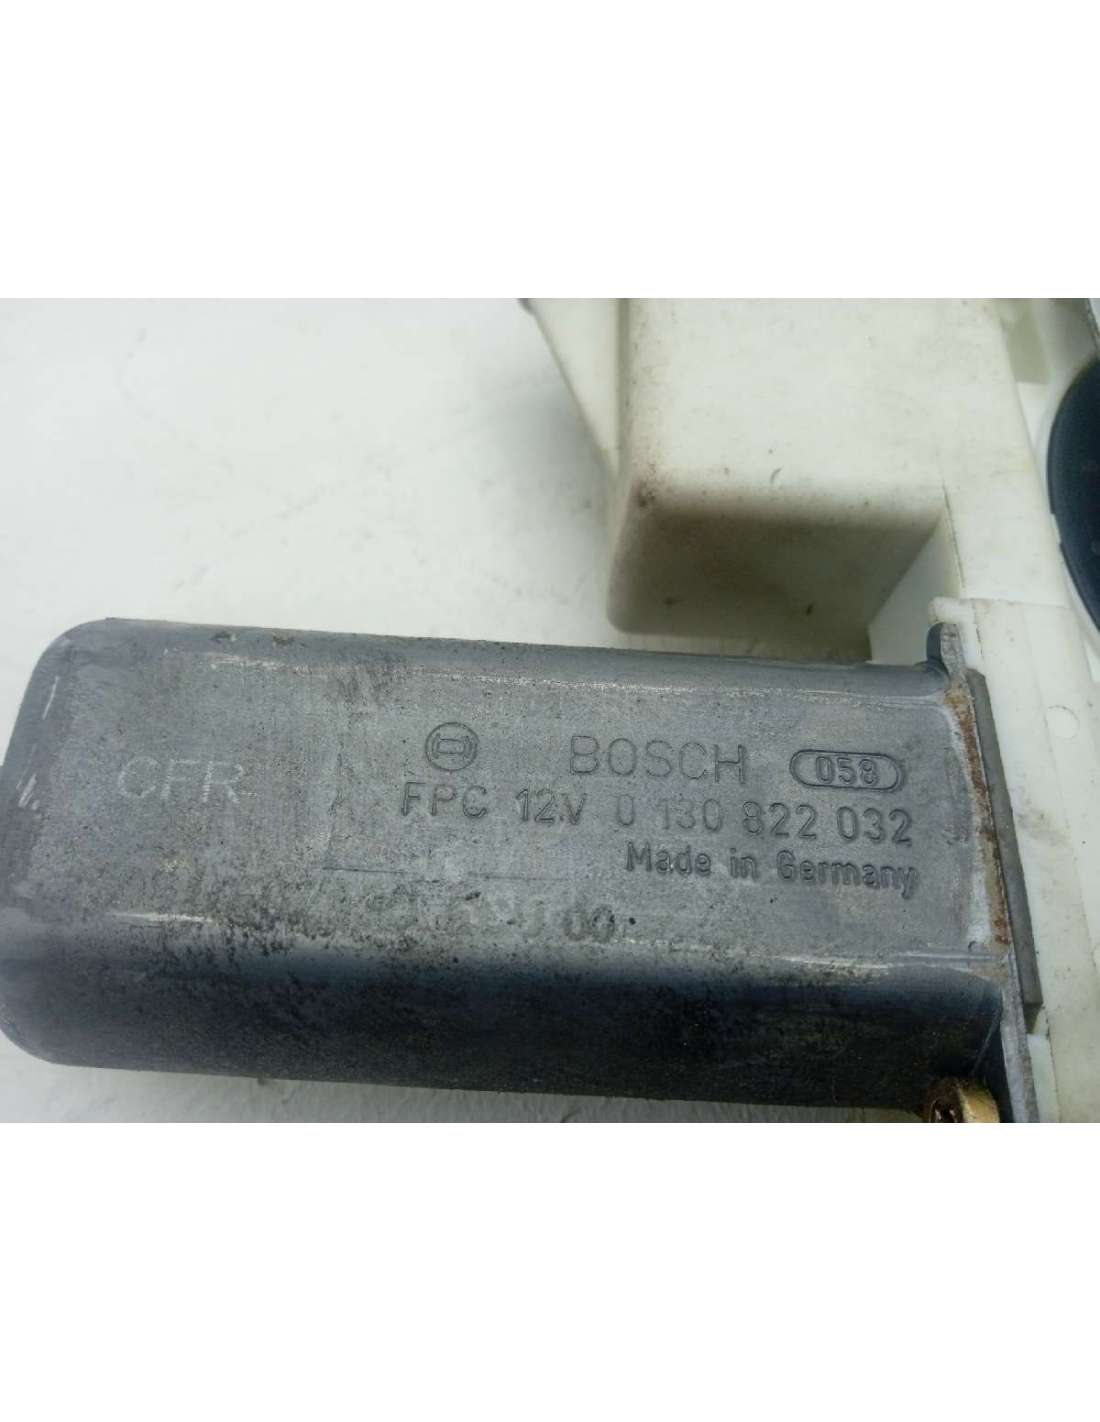 BOSCH 058
CFR
FPC 12V 0 130 822 032
Made in Germany